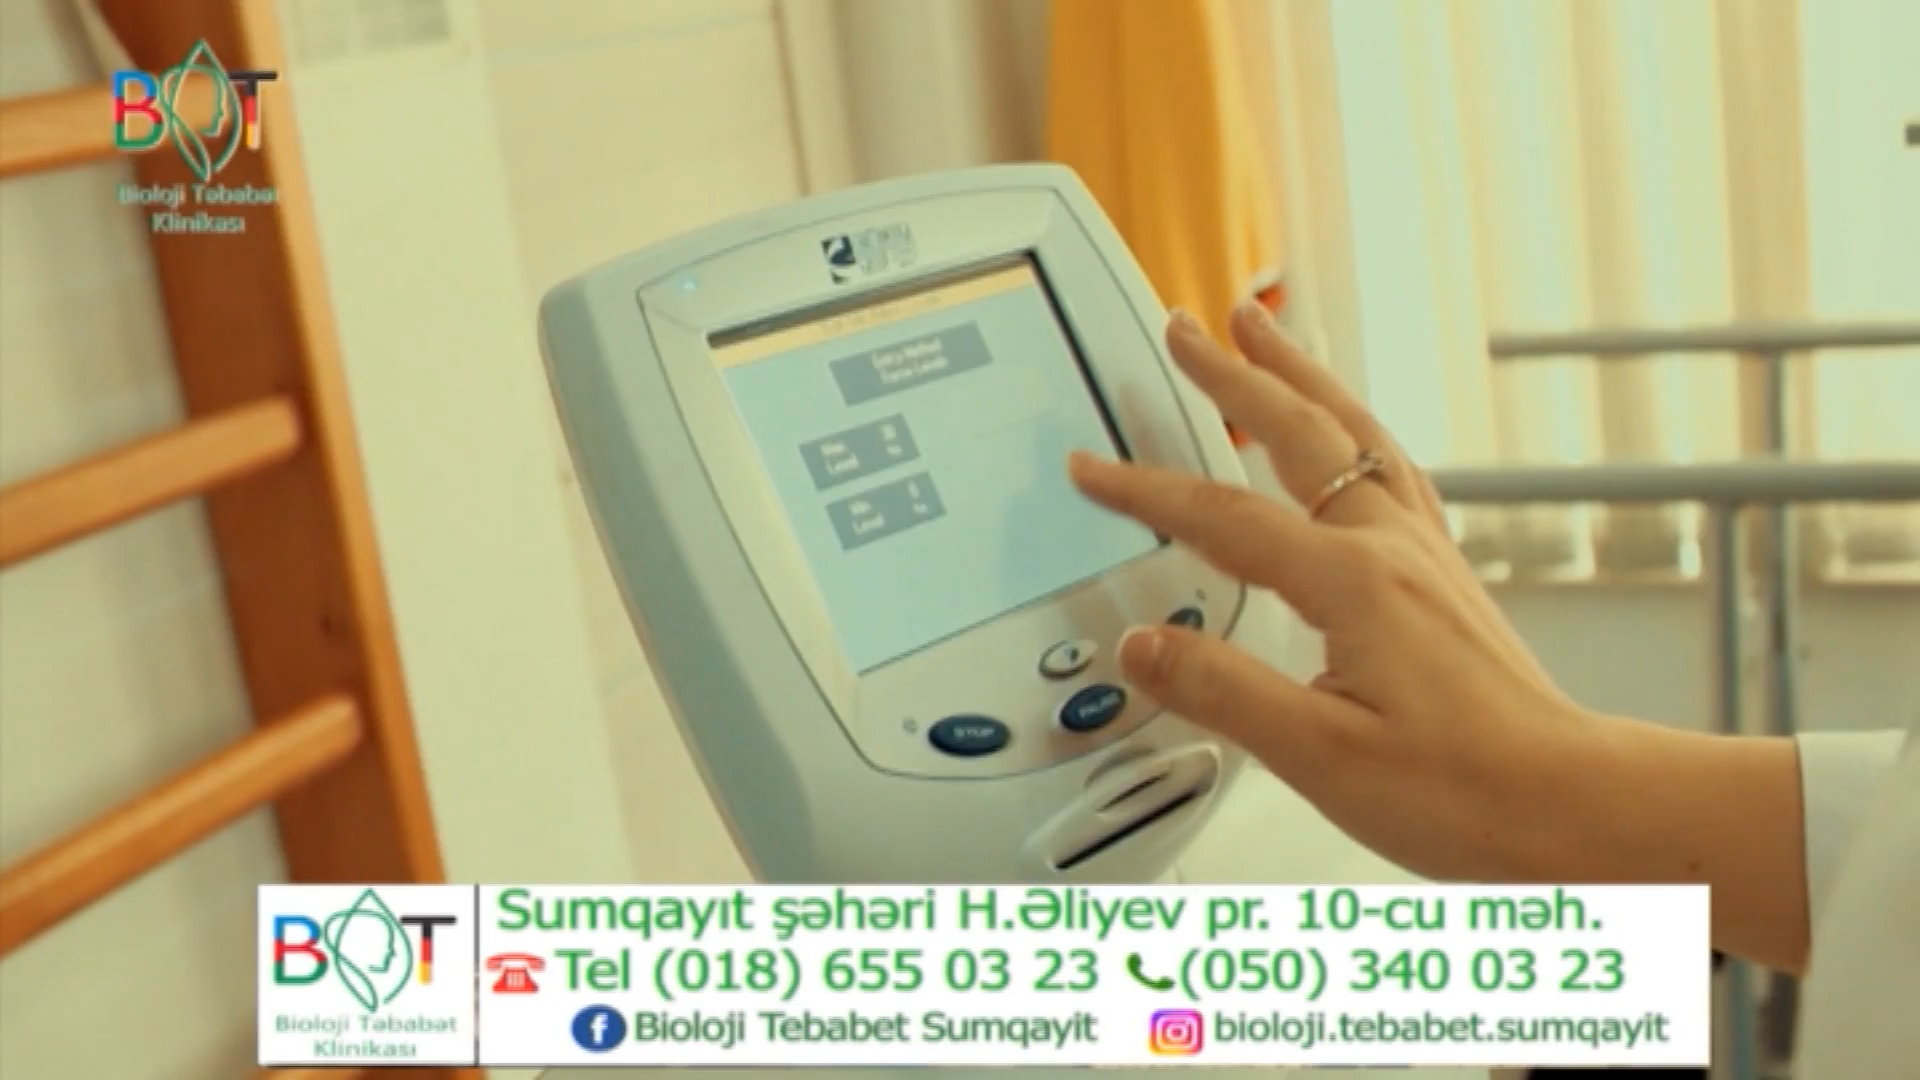 BOT
Bioloji Təbabət
Klinikası
STOP
PAUSE
BOT
Bioloji Təbabət
Klinikası
Sumqayıt şəhəri H.Əliyev pr. 10-cu məh.
Tel (018) 655 03 23 (050) 340 03 23
Bioloji Tebabet Sumqayit bioloji.tebabet.sumqayit